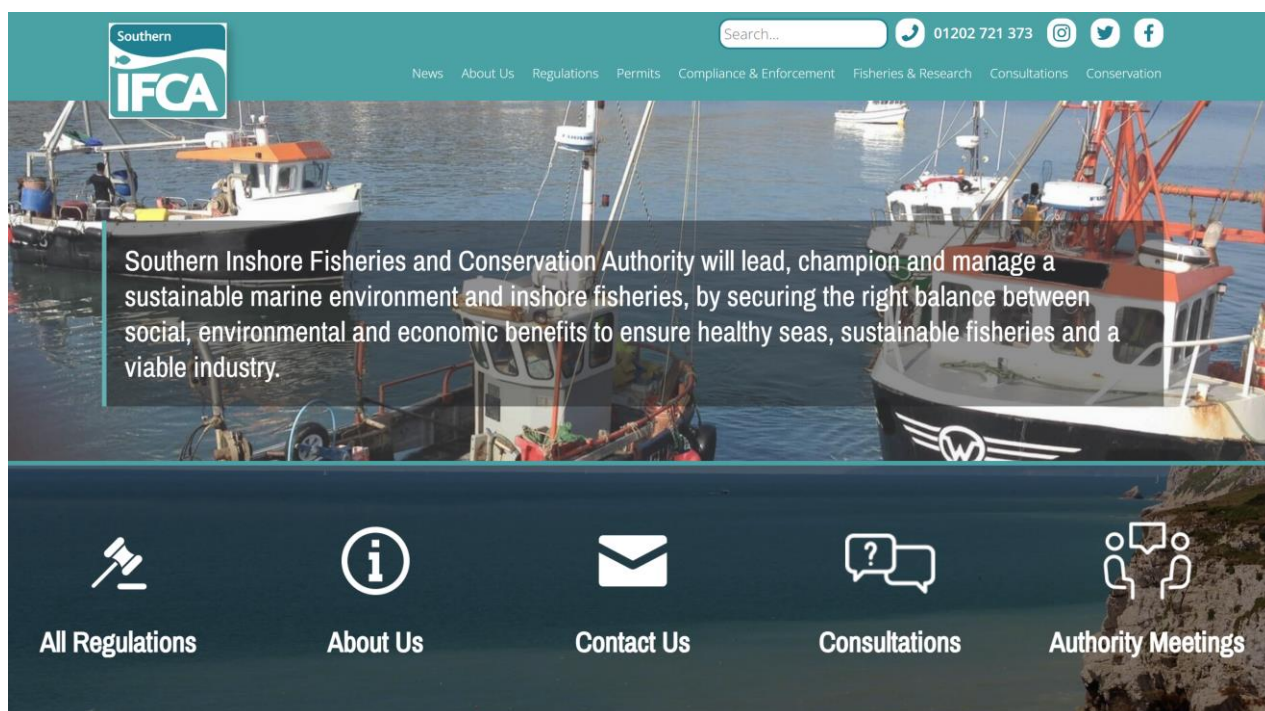 Southern
IFCA
Search...
01202 721 373
News About Us Regulations Permits Compliance & Enforcement Fisheries & Research Consultations Conservation
Southern Inshore Fisheries and Conservation Authority will lead, champion and manage a
sustainable marine environment and inshore fisheries, by securing the right balance between
social, environmental and economic benefits to ensure healthy seas, sustainable fisheries and a
viable industry.
W
All Regulations About Us Contact Us Consultations Authority Meetings